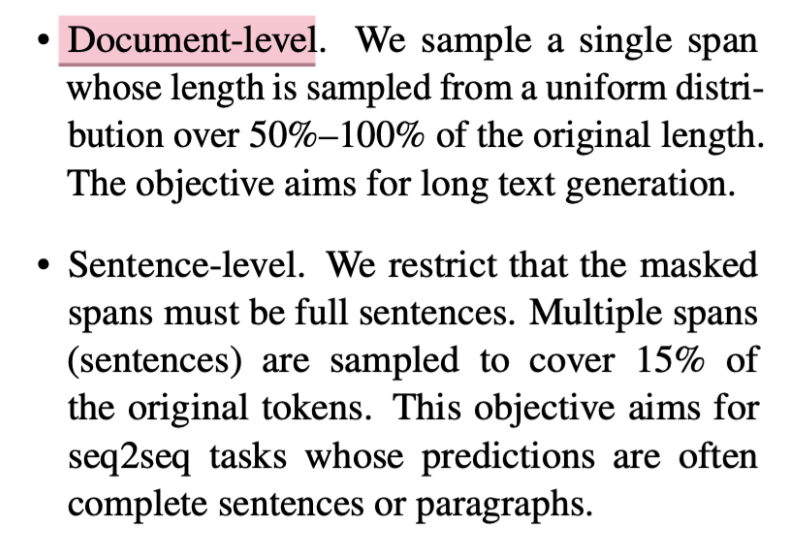 • Document-level. We sample a single span
whose length is sampled from a uniform distri-
bution over 50%–100% of the original length.
The objective aims for long text generation.
• Sentence-level. We restrict that the masked
spans must be full sentences. Multiple spans
(sentences) are sampled to cover 15% of
the original tokens. This objective aims for
seq2seq tasks whose predictions are often
complete sentences or paragraphs.